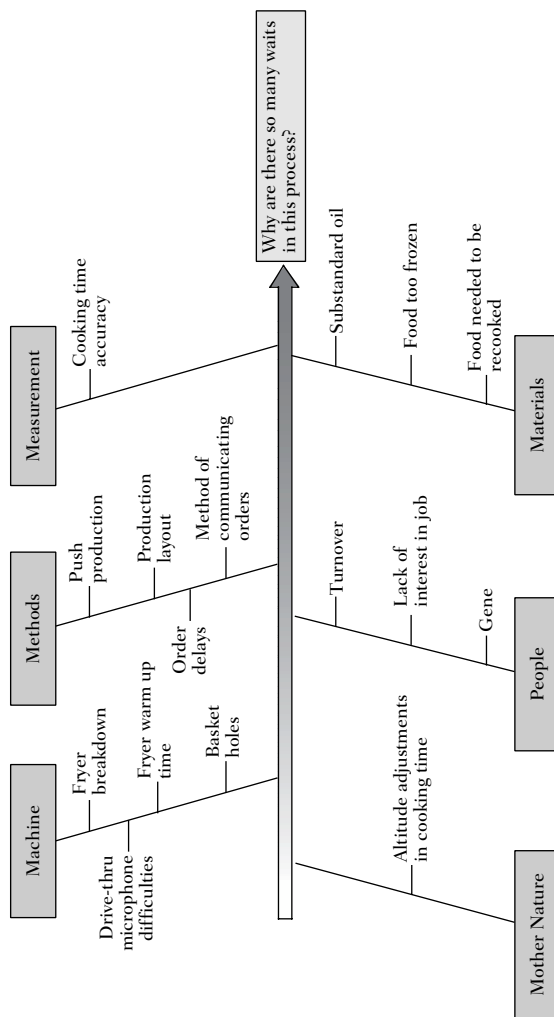 Machine
Fryer
breakdown
Drive-thru
microphone
difficulties
Fryer warm up
time
Basket
holes
Methods
Push
production
Production
layout
Order
delays
Method of
communicating
orders
Measurement
Cooking time
accuracy
Why are there so many waits
in this process?
Mother Nature
Altitude adjustments
in cooking time
People
Turnover
Lack of
interest in job
Gene
Materials
Substandard oil
Food too frozen
Food needed to be
recooked